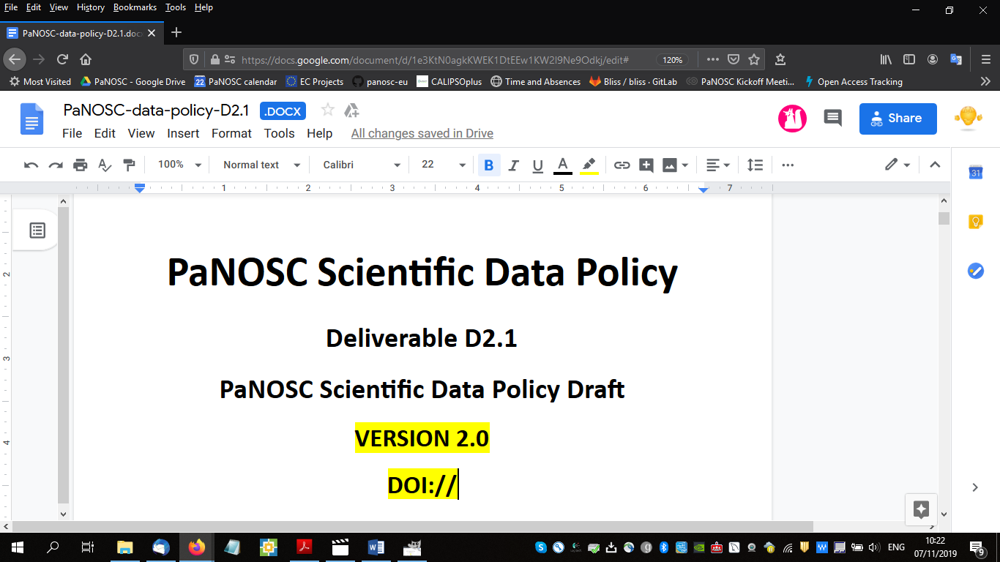 File Edit View History Bookmarks Tools Help
PaNOSC-data-policy-D2.1.docx
https://docs.google.com/document/d/1e3KtN0agkKWEK1DtEEw1KW2I9Ne9Odkj/edit# 120%
Most Visited PaNOSC - Google Drive 22 PaNOSC calendar EC Projects panosc-eu CALIPSOplus Time and Absences Bliss / bliss · GitLab PaNOSC Kickoff Meeti... Open Access Tracking
PaNOSC-data-policy-D2.1 .DOCX
File Edit View Insert Format Tools Help All changes saved in Drive
Share
100% Normal text Calibri 22 B I U A
1 2 3 4 5 6 7
31
PaNOSC Scientific Data Policy
2
Deliverable D2.1
3
PaNOSC Scientific Data Policy Draft
VERSION 2.0
4
DOI://
ENG 10:22
07/11/2019 9